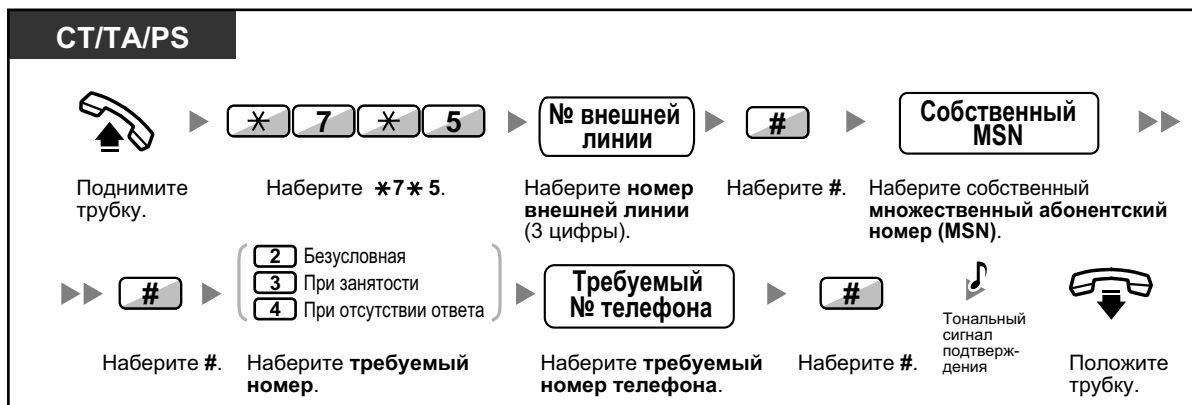 CT/TA/PS
* 7 * 5
№ внешней
линии
#
Собственный
MSN
Поднимите
трубку.
Наберите *7* 5.
Наберите номер
внешней линии
(3 цифры).
Наберите #.
Наберите собственный
множественный абонентский
номер (MSN).
#
2 Безусловная
3 При занятости
4 При отсутствии ответа
Требуемый
№ телефона
#
Тональный
сигнал
подтверж-
дения
Наберите #.
Наберите требуемый
номер.
Наберите требуемый
номер телефона.
Наберите #.
Положите
трубку.